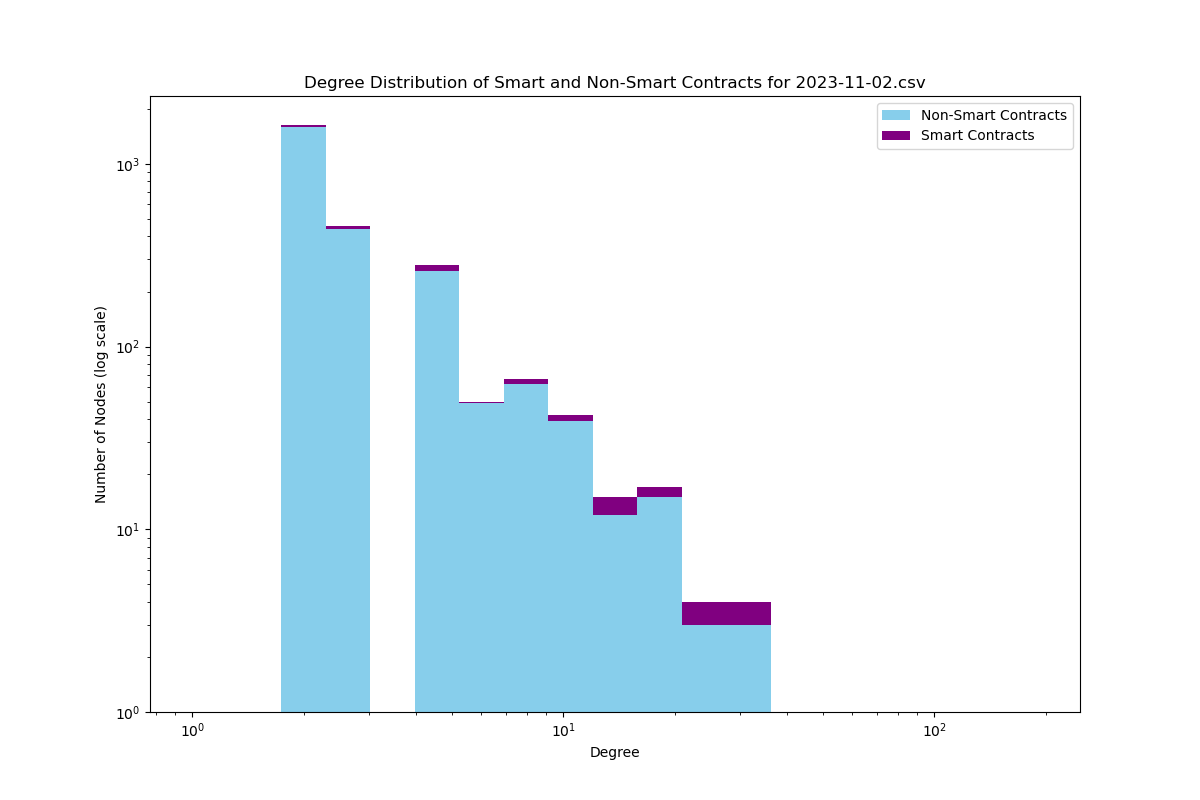 Degree Distribution of Smart and Non-Smart Contracts for 2023-11-02.csv
Non-Smart Contracts
Smart Contracts
Number of Nodes (log scale)
10³
10²
10¹
10⁰
10⁰ 10¹ 10²
Degree